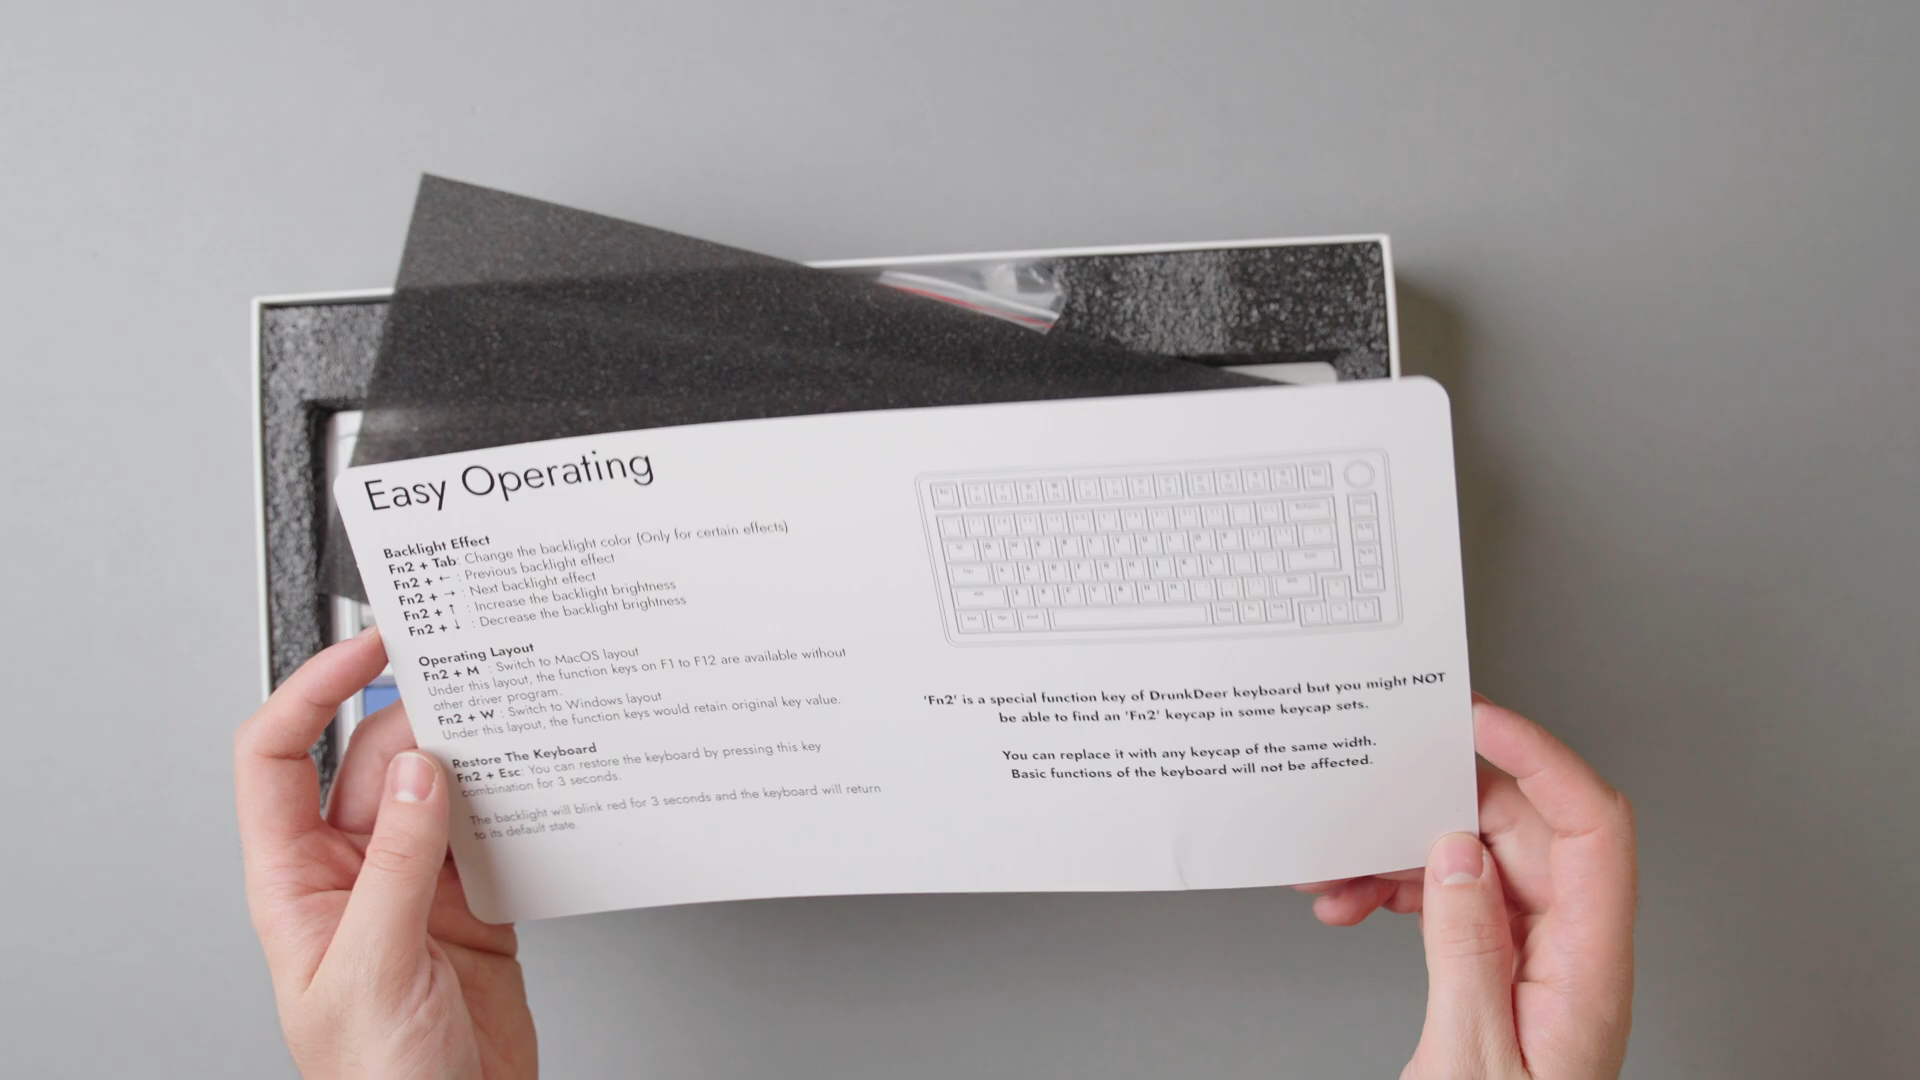 Easy Operating
Backlight Effect
Fn2 + Tab: Change the backlight color (Only for certain effects)
Fn2 + ← : Previous backlight effect
Fn2 + → : Next backlight effect
Fn2 + ↑ : Increase the backlight brightness
Fn2 + ↓ : Decrease the backlight brightness
Operating Layout
Fn2 + M : Switch to MacOS layout
Under this layout, the function keys on F1 to F12 are available without
other driver program.
Fn2 + W : Switch to Windows layout
Under this layout, the function keys would retain original key value.
Restore The Keyboard
Fn2 + Esc: You can restore the keyboard by pressing this key
combination for 3 seconds.
The backlight will blink red for 3 seconds and the keyboard will return
to its default state.
'Fn2' is a special function key of DrunkDeer keyboard but you might NOT
be able to find an 'Fn2' keycap in some keycap sets.
You can replace it with any keycap of the same width.
Basic functions of the keyboard will not be affected.